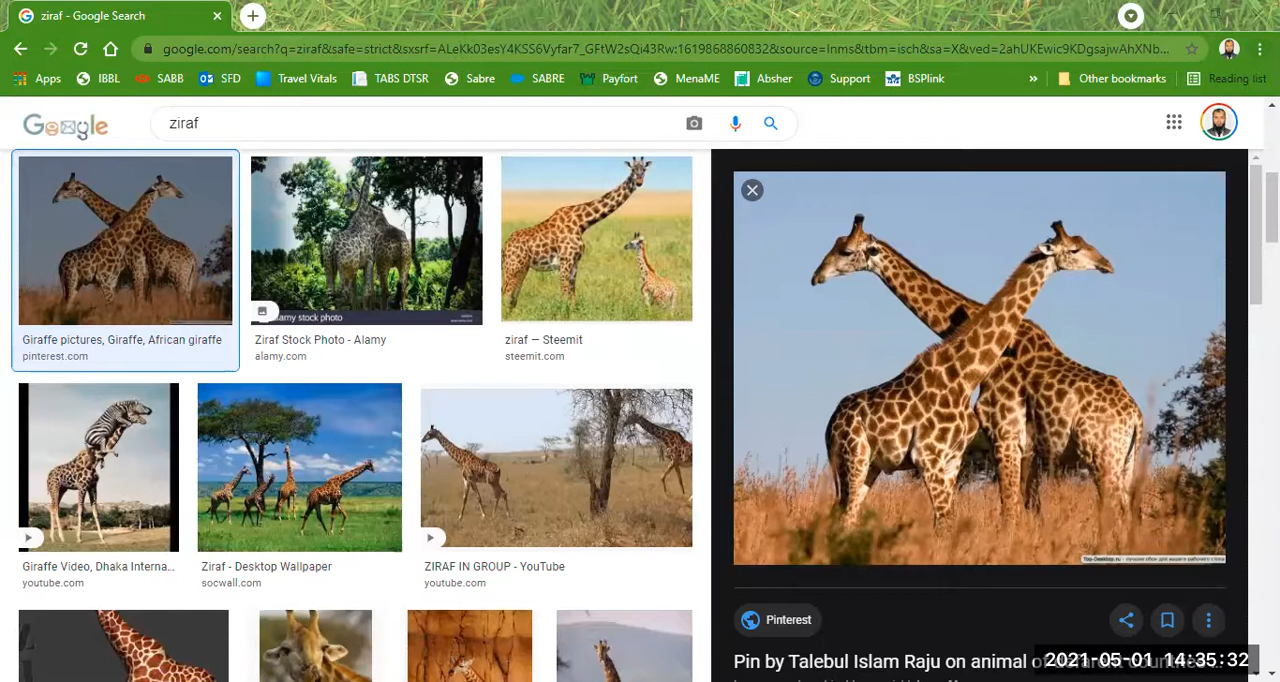 ziraf - Google Search
google.com/search?q=ziraf&safe=strict&sxsrf=ALeKk03esY4KSS6Vyfar7_GFtW2sQi43Rw:1619868860832&source=lnms&tbm=isch&sa=X&ved=2ahUKEwic9KDgsajwAhXNb...
Apps IBBL SABB SFD Travel Vitals TABS DTSR Sabre SABRE Payfort MenaME Absher Support BSPlink » Other bookmarks Reading list
Google
ziraf
alamy stock photo
Giraffe pictures, Giraffe, African giraffe
pinterest.com
Ziraf Stock Photo - Alamy
alamy.com
ziraf — Steemit
steemit.com
Giraffe Video, Dhaka Interna...
youtube.com
Ziraf - Desktop Wallpaper
socwall.com
ZIRAF IN GROUP - YouTube
youtube.com
Pinterest
Pin by Talebul Islam Raju on animal
2021-05-01 14:35:32